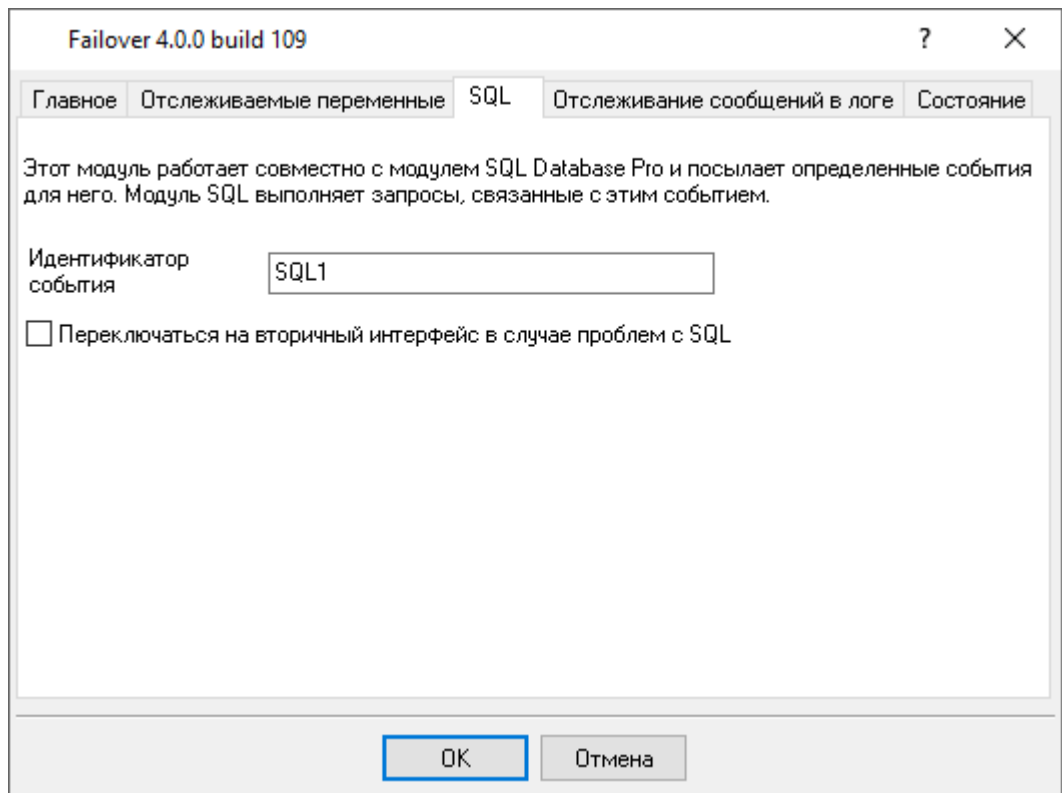 Failover 4.0.0 build 109
?
Главное Отслеживаемые переменные SQL Отслеживание сообщений в логе Состояние
Этот модуль работает совместно с модулем SQL Database Pro и посылает определенные события
для него. Модуль SQL выполняет запросы, связанные с этим событием.
Идентификатор
события
SQL1
Переключаться на вторичный интерфейс в случае проблем с SQL
OK Отмена